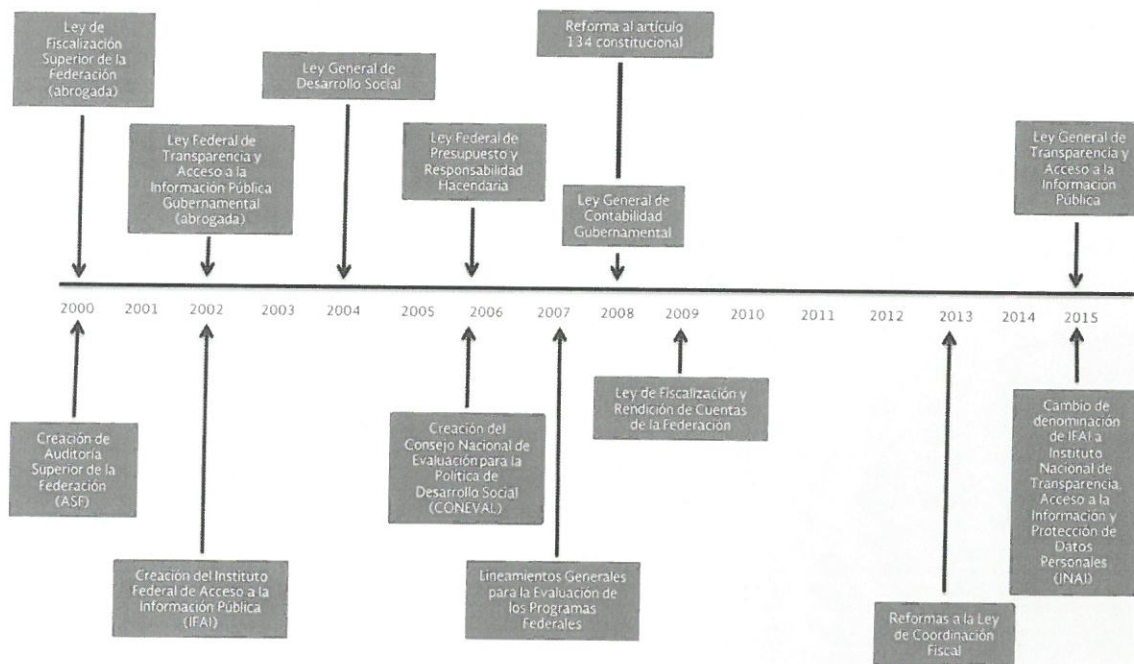 Ley de
Fiscalización
Superior de la
Federación
(abrogada)
Ley Federal de
Transparencia y
Acceso a la
Información Pública
Gubernamental
(abrogada)
Ley General de
Desarrollo Social
Ley Federal de
Presupuesto y
Responsabilidad
Hacendaria
Reforma al artículo
134 constitucional
Ley General de
Contabilidad
Gubernamental
Ley General de
Transparencia y
Acceso a la
Información
Pública
2000 2001 2002 2003 2004 2005 2006 2007 2008 2009 2010 2011 2012 2013 2014 2015
Creación de
Auditoría
Superior de la
Federación
(ASF)
Creación del Instituto
Federal de Acceso a la
Información Pública
(IFAI)
Creación del
Consejo Nacional de
Evaluación para la
Política de
Desarrollo Social
(CONEVAL)
Lineamientos Generales
para la Evaluación de
los Programas
Federales
Ley de Fiscalización y
Rendición de Cuentas
de la Federación
Reformas a la Ley
de Coordinación
Fiscal
Cambio de
denominación
de IFAI a
Instituto
Nacional de
Transparencia,
Acceso a la
Información y
Protección de
Datos
Personales
(INAI)